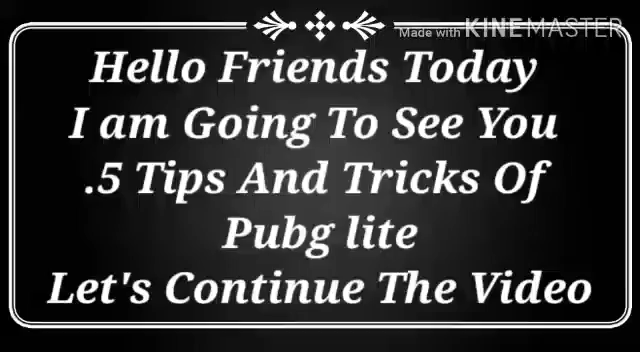 Made with KINEMASTER
Hello Friends Today
I am Going To See You
.5 Tips And Tricks Of
Pubg lite
Let's Continue The Video